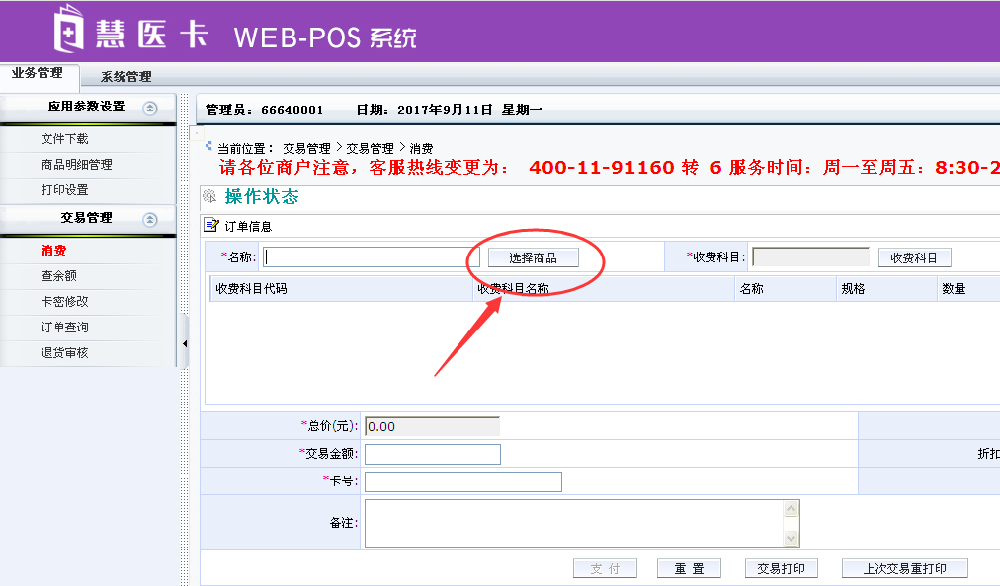 慧医卡 WEB-POS 系统
业务管理 系统管理
应用参数设置
文件下载
商品明细管理
打印设置
交易管理
消费
查余额
卡密修改
订单查询
退货审核
管理员：66640001 日期：2017年9月11日 星期一
当前位置： 交易管理 > 交易管理 > 消费
请各位商户注意，客服热线变更为： 400-11-91160 转 6 服务时间：周一至周五：8:30-2
操作状态
订单信息
*名称: 选择商品 *收费科目: 收费科目
收费科目代码 收费科目名称 名称 规格 数量
*总价(元): 0.00
*交易金额: 折扣
*卡号:
备注:
支 付 重 置 交易打印 上次交易重打印